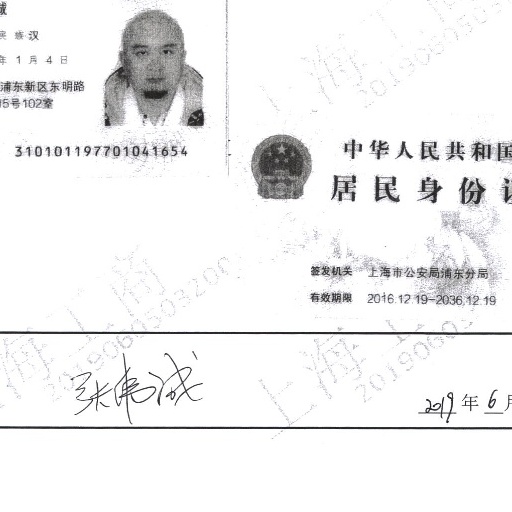 诚
族 汉
年 1 月 4 日
浦东新区东明路
5号102室
310101197701041654
中华人民共和国
居民身份证
签发机关 上海市公安局浦东分局
有效期限 2016.12.19-2036.12.19
张伟诚
2019 年 6 月
上海工商